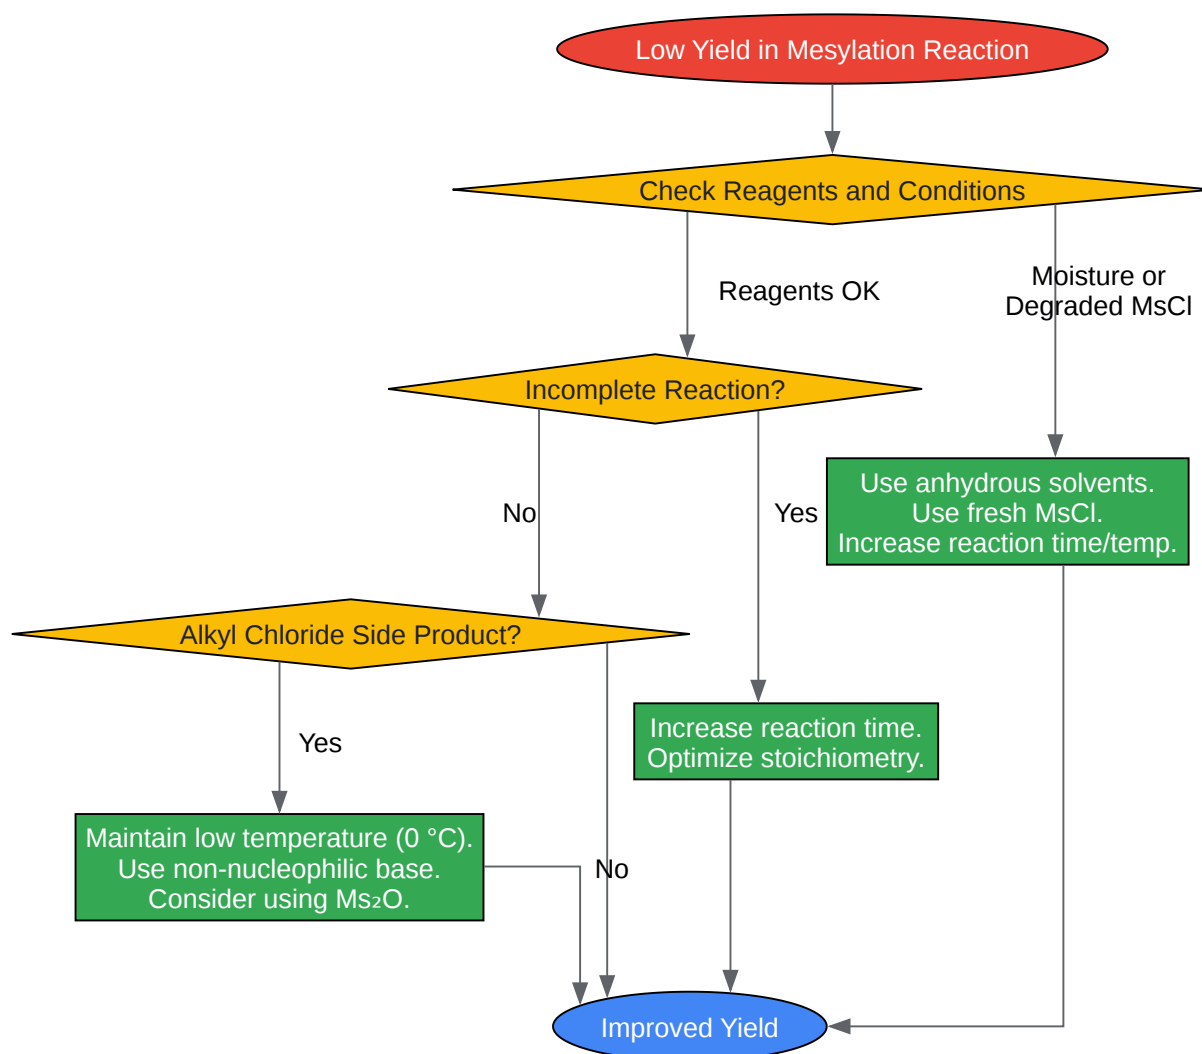 Low Yield in Mesylation Reaction
Check Reagents and Conditions
Reagents OK
Moisture or
Degraded MsCl
Incomplete Reaction?
No
Yes
Use anhydrous solvents.
Use fresh MsCl.
Increase reaction time/temp.
Alkyl Chloride Side Product?
Yes
No
Increase reaction time.
Optimize stoichiometry.
Maintain low temperature (0 °C).
Use non-nucleophilic base.
Consider using Ms₂O.
Improved Yield